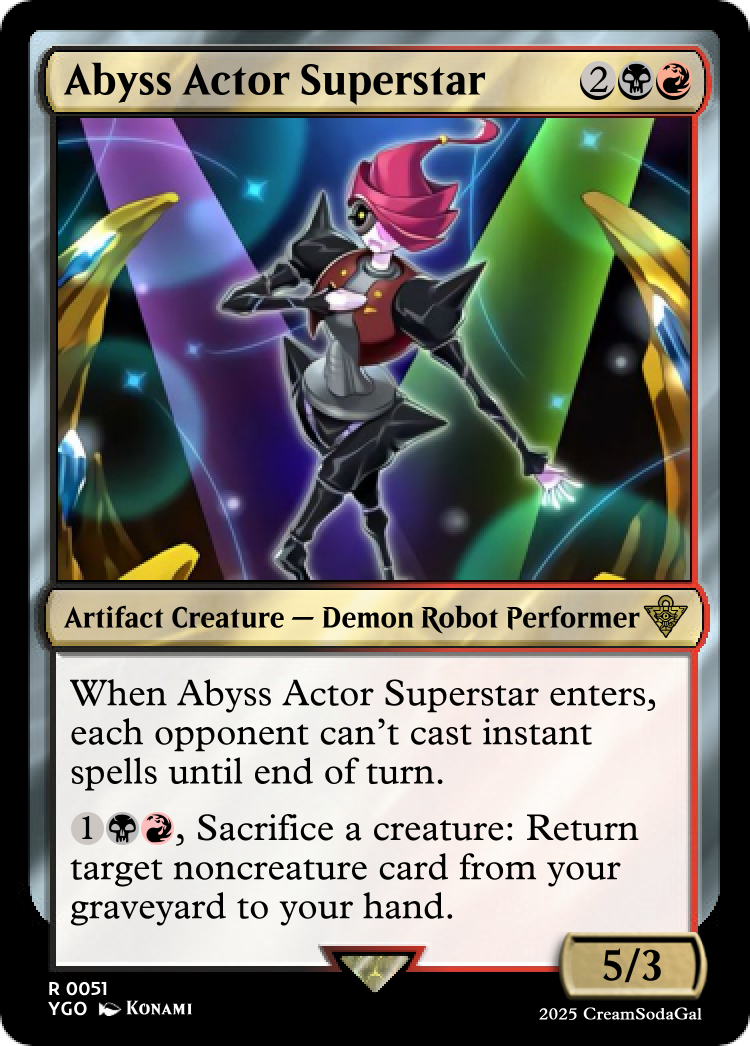 Abyss Actor Superstar 2
Artifact Creature — Demon Robot Performer
When Abyss Actor Superstar enters,
each opponent can't cast instant
spells until end of turn.
1, Sacrifice a creature: Return
target noncreature card from your
graveyard to your hand.
5/3
R 0051
YGO KONAMI
2025 CreamSodaGal